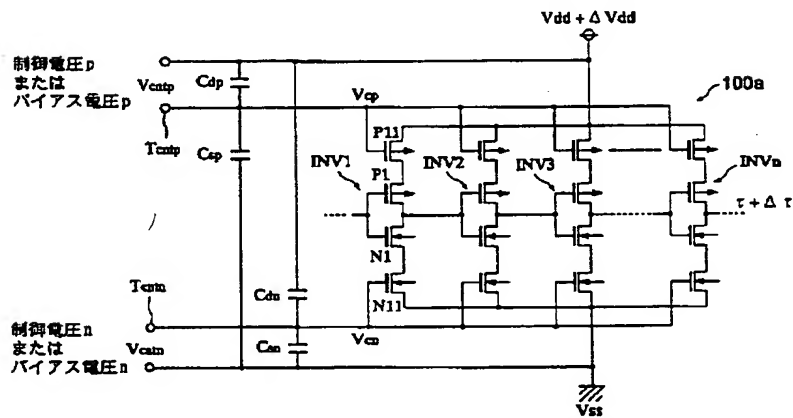 Vdd + Δ Vdd
制御電圧p
または
バイアス電圧p
Vcntp
Cdp
100a
Vcp
Tcntp
Csp
P11
INV1
P1
INV2
INV3
INVn
τ + Δ τ
N1
Tcntn
Cdn
N11
制御電圧n
または
バイアス電圧n
Vcntn
Csn
Vcn
Vss